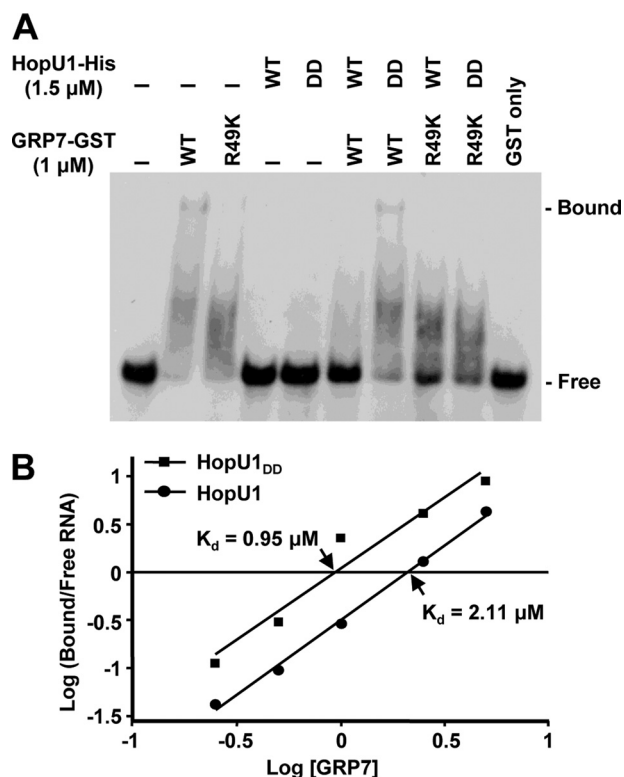 A
HopU1-His (1.5 µM) – – – WT DD WT DD WT DD
GRP7-GST (1 µM) – WT R49K – – WT WT R49K R49K GST only
- Bound
- Free
B
HopU1DD
HopU1
Kd = 0.95 µM
Kd = 2.11 µM
Log (Bound/Free RNA)
1
0.5
0
-0.5
-1
-1.5
-1 -0.5 0 0.5 1
Log [GRP7]